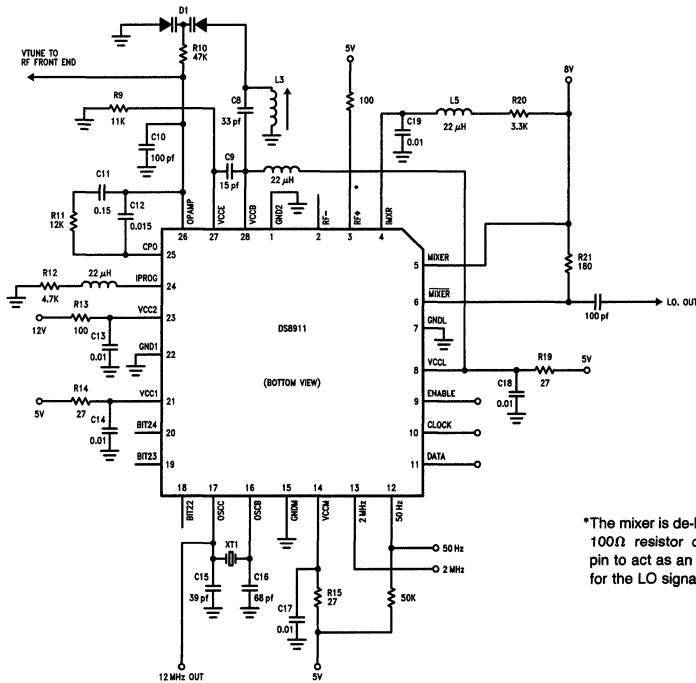 D1
VTUNE TO
RF FRONT END
R10
47K
5V
8V
R9
11K
C8
33 pf
L3
100
C19
0.01
L5
22 μH
R20
3.3K
C10
100 pf
C9
15 pf
22 μH
*
C11
0.15
C12
0.015
R11
12K
OPAMP
VCCE
VCCB
GND2
RF-
RF+
IMXR
26
27
28
1
2
3
4
CPO
25
5
MIXER
R21
180
R12
4.7K
22 μH
IPROG
24
6
MIXER
100 pf
LO. OUT
12V
R13
100
VCC2
23
C13
0.01
DS8911
7
GNDL
GND1
22
(BOTTOM VIEW)
8
VCCL
R19
27
5V
C18
0.01
5V
R14
27
VCC1
21
9
ENABLE
C14
0.01
BIT24
20
10
CLOCK
BIT23
19
11
DATA
18
17
16
15
14
13
12
BIT22
OSCC
OSCB
GNDM
VCCM
2 MHz
50 Hz
XT1
50 Hz
2 MHz
C15
39 pf
C16
68 pf
C17
0.01
R15
27
50K
12 MHz OUT
5V
*The mixer is de-
100Ω resistor
pin to act as an
for the LO signa